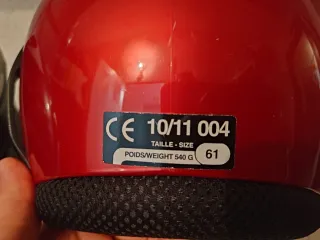 CE 10/11 004
TAILLE - SIZE
POIDS/WEIGHT 540 G 61